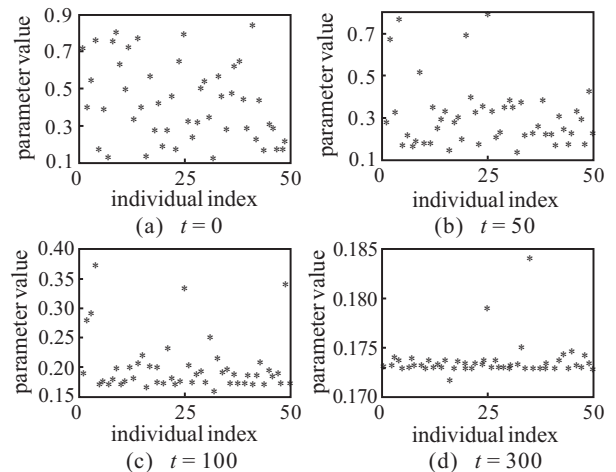 0.9
0.7
0.5
0.3
0.1
parameter value
0
25
50
individual index
(a) t = 0
0.7
0.5
0.3
0.1
parameter value
0
25
50
individual index
(b) t = 50
0.40
0.35
0.30
0.25
0.20
0.15
parameter value
0
25
50
individual index
(c) t = 100
0.185
0.180
0.175
0.170
parameter value
0
25
50
individual index
(d) t = 300